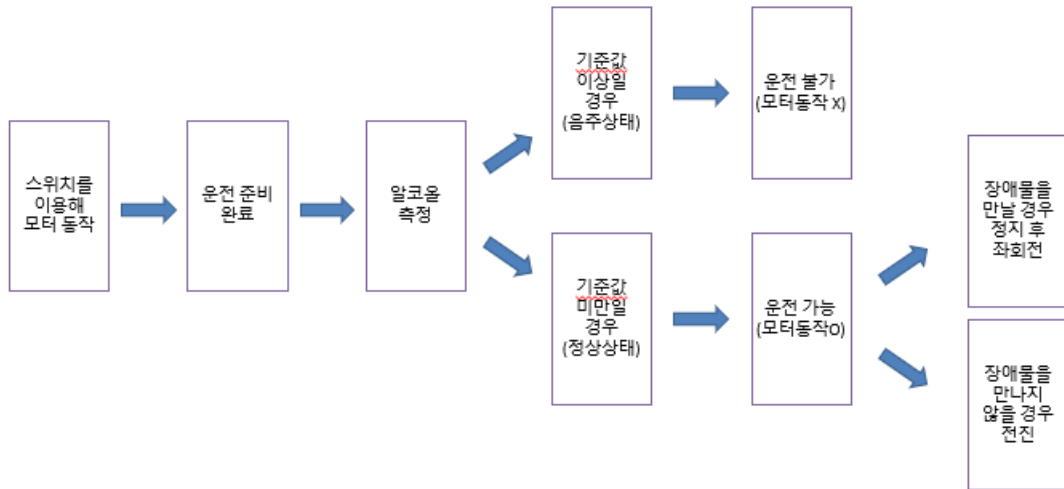 스위치를
이용해
모터 동작
운전 준비
완료
알코올
측정
기준값
이상일
경우
(음주상태)
운전 불가
(모터동작 X)
기준값
미만일
경우
(정상상태)
운전 가능
(모터동작O)
장애물을
만날 경우
정지 후
좌회전
장애물을
만나지
않을 경우
전진